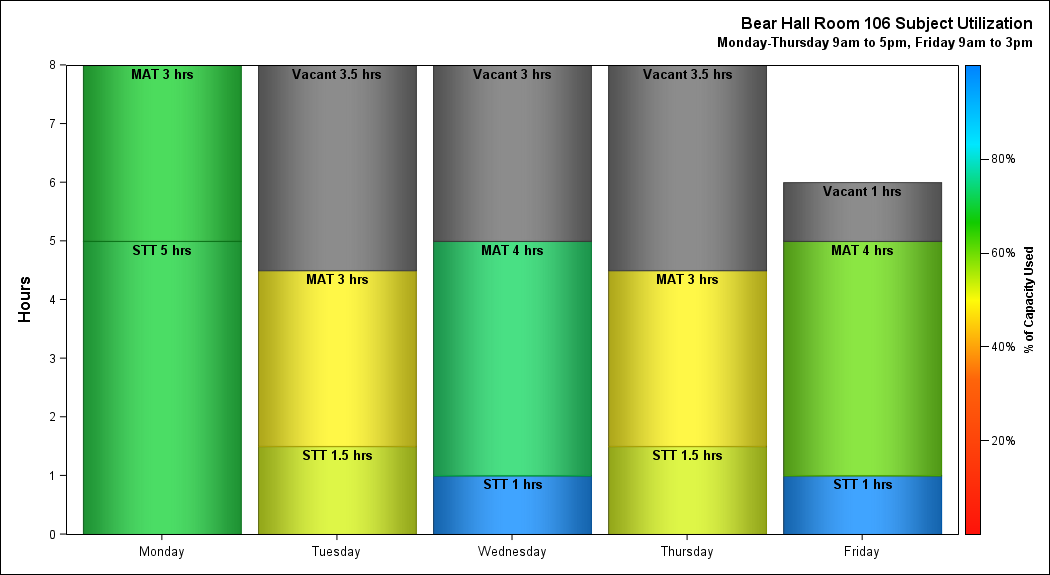 Bear Hall Room 106 Subject Utilization
Monday-Thursday 9am to 5pm, Friday 9am to 3pm
8
7
6
5
4
3
2
1
0
Hours
MAT 3 hrs
STT 5 hrs
Vacant 3.5 hrs
MAT 3 hrs
STT 1.5 hrs
Vacant 3 hrs
MAT 4 hrs
STT 1 hrs
Vacant 3.5 hrs
MAT 3 hrs
STT 1.5 hrs
Vacant 1 hrs
MAT 4 hrs
STT 1 hrs
Monday
Tuesday
Wednesday
Thursday
Friday
80%
60%
40%
20%
% of Capacity Used